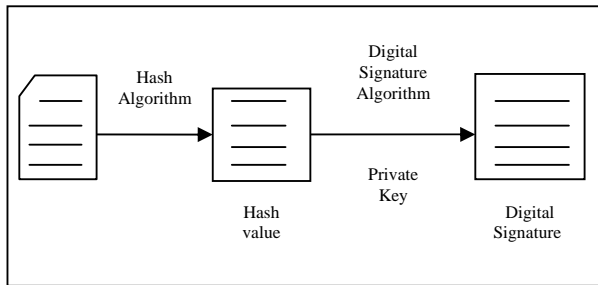 Hash
Algorithm
Digital
Signature
Algorithm
Private
Key
Hash
value
Digital
Signature